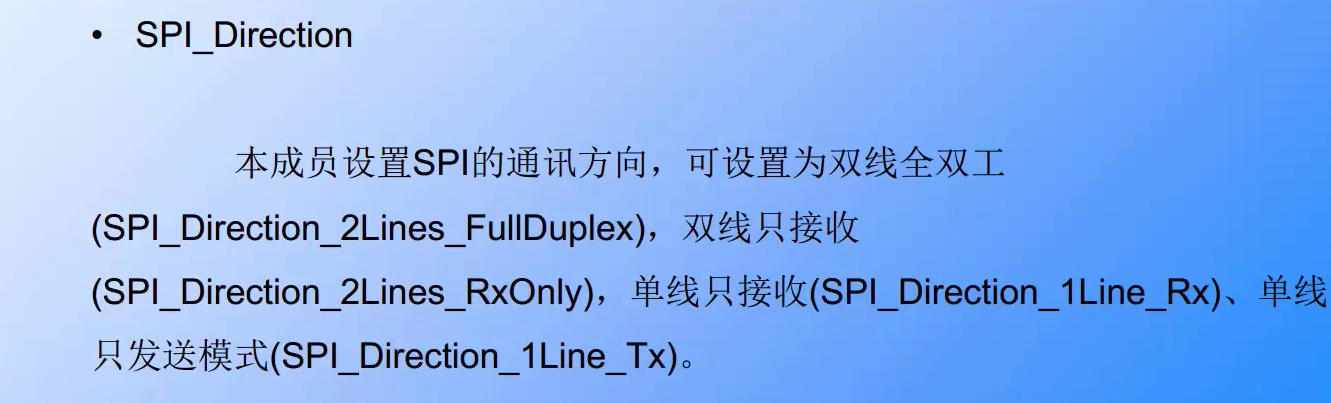 • SPI_Direction
本成员设置SPI的通讯方向，可设置为双线全双工
(SPI_Direction_2Lines_FullDuplex)，双线只接收
(SPI_Direction_2Lines_RxOnly)，单线只接收(SPI_Direction_1Line_Rx)、单线
只发送模式(SPI_Direction_1Line_Tx)。